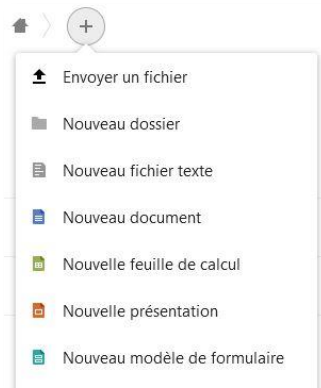 Envoyer un fichier
Nouveau dossier
Nouveau fichier texte
Nouveau document
Nouvelle feuille de calcul
Nouvelle présentation
Nouveau modèle de formulaire